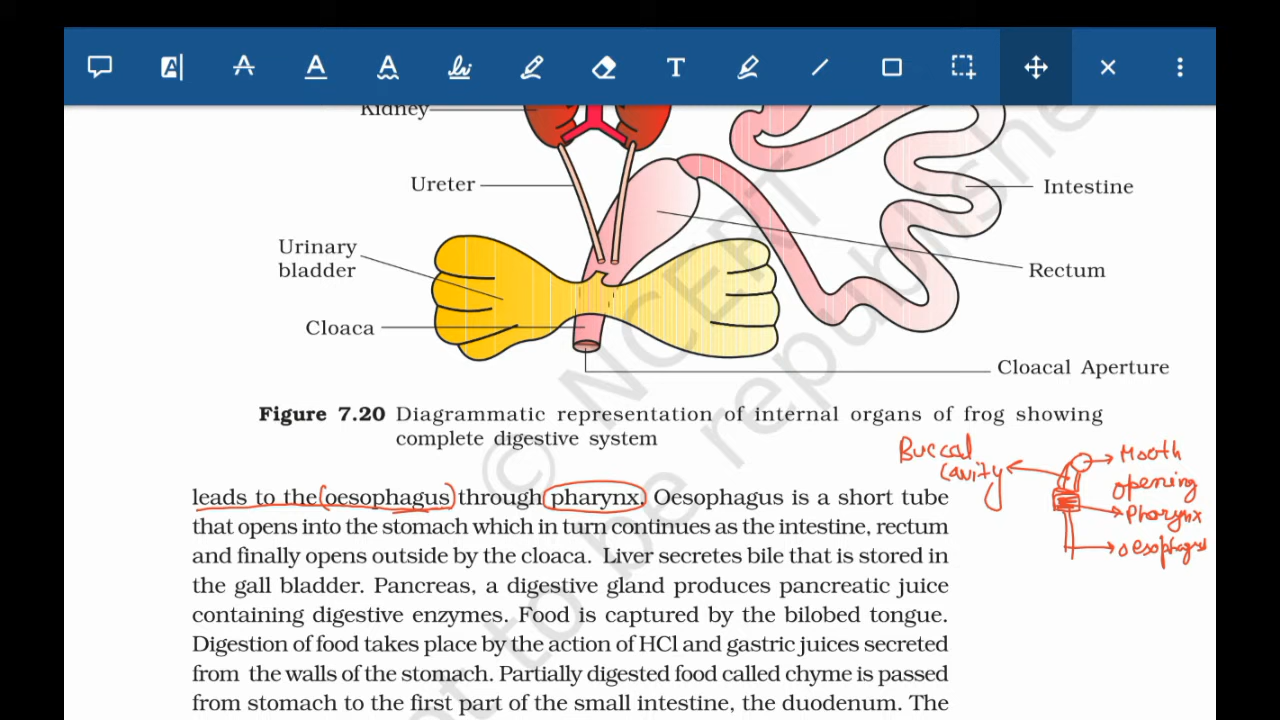 Kidney
Ureter
Intestine
Urinary
bladder
Rectum
Cloaca
Cloacal Aperture
© NCERT
not to be republishe
Figure 7.20 Diagrammatic representation of internal organs of frog showing
complete digestive system
Buccal
cavity
Mooth
opening
Pharynx
oesophagus
leads to the (oesophagus) through pharynx. Oesophagus is a short tube
that opens into the stomach which in turn continues as the intestine, rectum
and finally opens outside by the cloaca. Liver secretes bile that is stored in
the gall bladder. Pancreas, a digestive gland produces pancreatic juice
containing digestive enzymes. Food is captured by the bilobed tongue.
Digestion of food takes place by the action of HCl and gastric juices secreted
from the walls of the stomach. Partially digested food called chyme is passed
from stomach to the first part of the small intestine, the duodenum. The